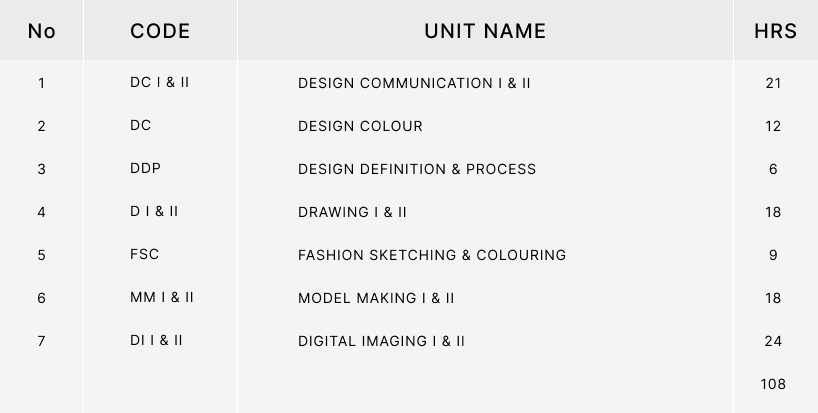 No CODE UNIT NAME HRS
1 DC I & II DESIGN COMMUNICATION I & II 21
2 DC DESIGN COLOUR 12
3 DDP DESIGN DEFINITION & PROCESS 6
4 D I & II DRAWING I & II 18
5 FSC FASHION SKETCHING & COLOURING 9
6 MM I & II MODEL MAKING I & II 18
7 DI I & II DIGITAL IMAGING I & II 24
108